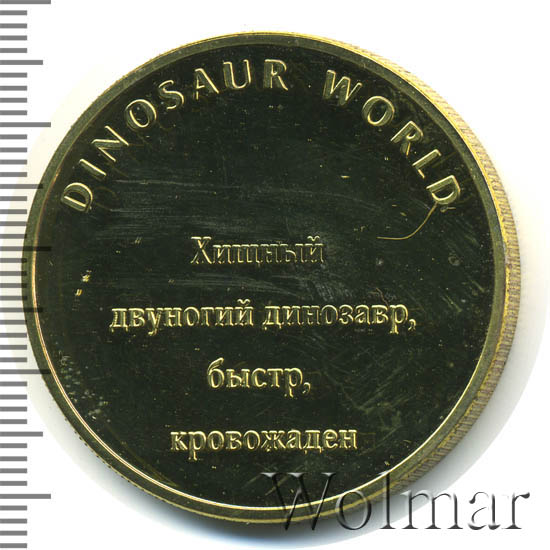 DINOSAUR WORLD
Хищный
двуногий динозавр,
быстр,
кровожаден
Wolmar